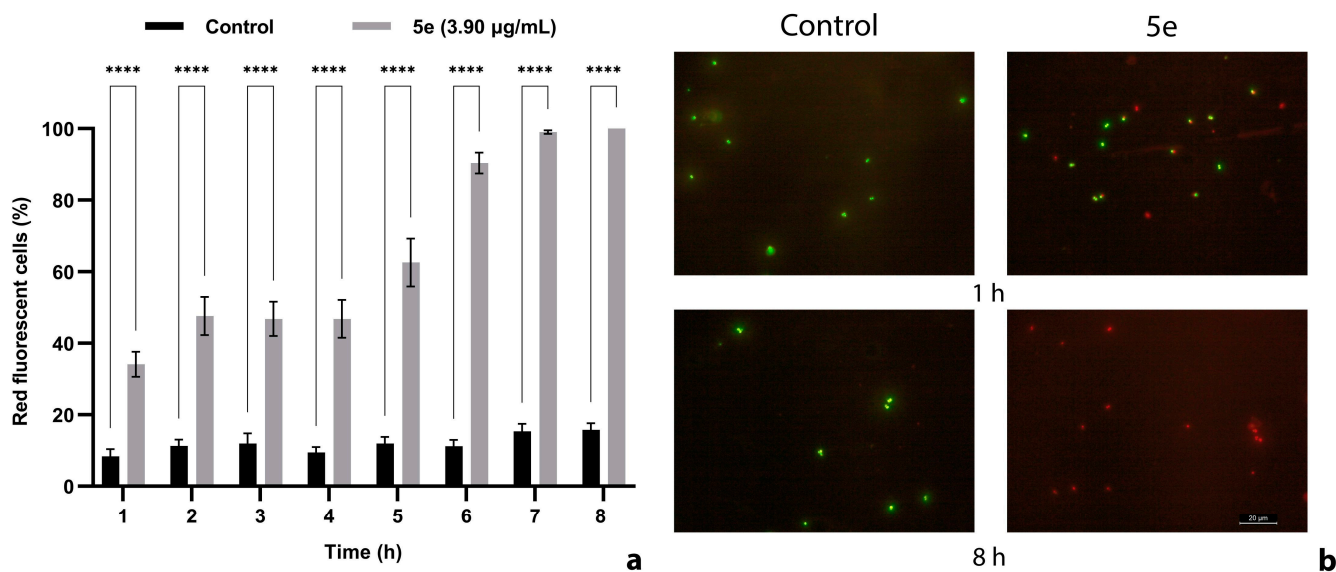 Control
5e (3.90 µg/mL)
**** **** **** **** **** **** **** ****
Red fluorescent cells (%)
100
80
60
40
20
0
1 2 3 4 5 6 7 8
Time (h)
a
Control
5e
1 h
20 µm
8 h
b